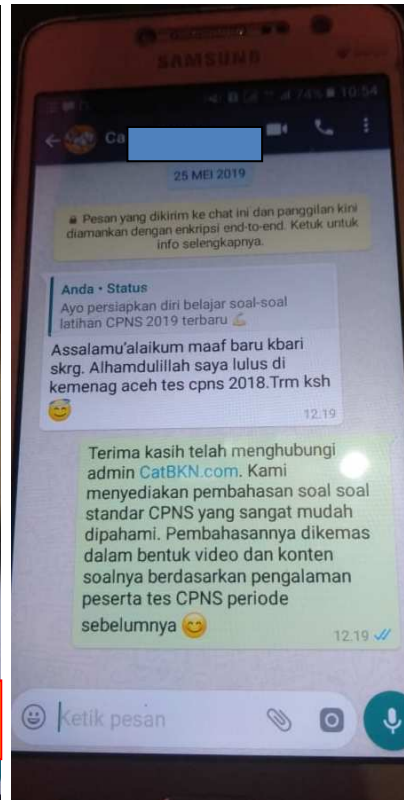 SAMSUNG
74% 10:54
Ca
25 MEI 2019
Pesan yang dikirim ke chat ini dan panggilan kini
diamankan dengan enkripsi end-to-end. Ketuk untuk
info selengkapnya.
Anda • Status
Ayo persiapkan diri belajar soal-soal
latihan CPNS 2019 terbaru 💪
Assalamu'alaikum maaf baru kbari
skrg. Alhamdulillah saya lulus di
kemenag aceh tes cpns 2018.Trm ksh
😇
12.19
Terima kasih telah menghubungi
admin CatBKN.com. Kami
menyediakan pembahasan soal soal
standar CPNS yang sangat mudah
dipahami. Pembahasannya dikemas
dalam bentuk video dan konten
soalnya berdasarkan pengalaman
peserta tes CPNS periode
sebelumnya 😊
12.19
Ketik pesan